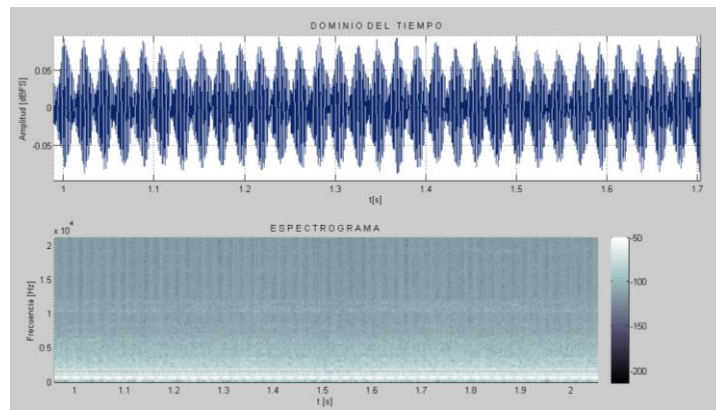 DOMINIO DEL TIEMPO
Amplitud [dBFS]
0.05
0
-0.05
1 1.1 1.2 1.3 1.4 1.5 1.6 1.7
t[s]
ESPECTROGRAMA
x 10^4
Frecuencia [Hz]
2
1.5
1
0.5
0
1 1.1 1.2 1.3 1.4 1.5 1.6 1.7 1.8 1.9 2
t [s]
-50
-100
-150
-200